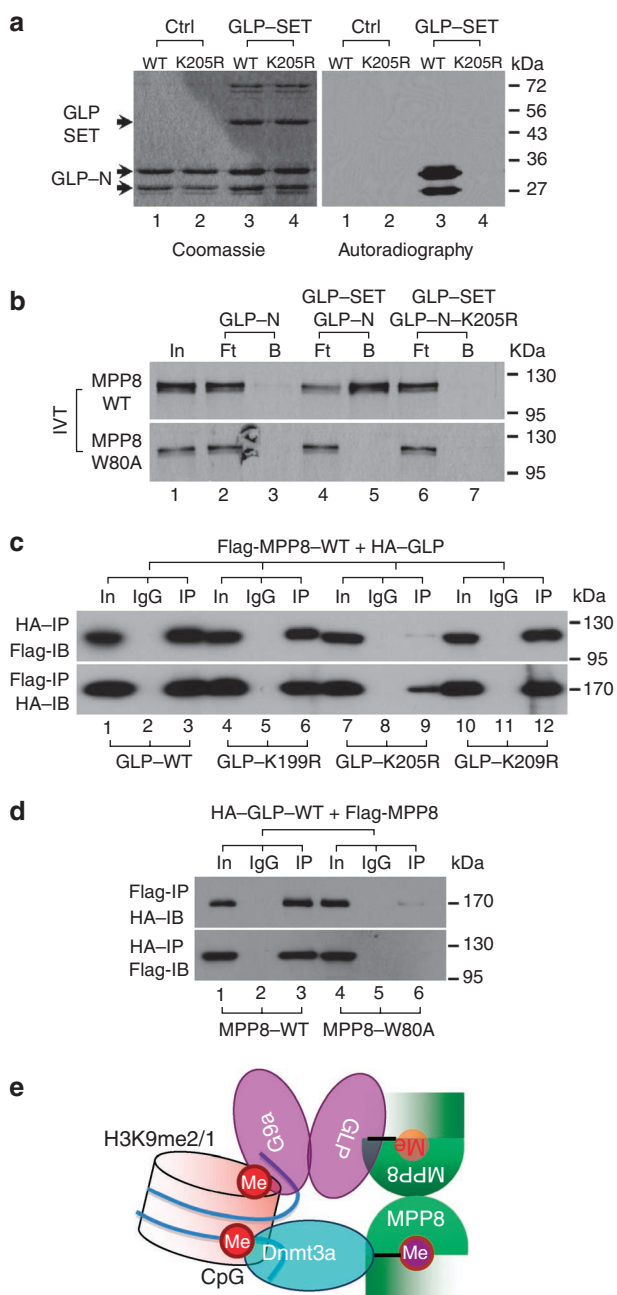 a
Ctrl GLP–SET Ctrl GLP–SET
WT K205R WT K205R WT K205R WT K205R kDa
72
56
GLP
SET
43
36
GLP–N
27
1 2 3 4 1 2 3 4
Coomassie Autoradiography
b
GLP–SET GLP–SET
GLP–N GLP–N GLP–N–K205R
In Ft B Ft B Ft B KDa
130
MPP8
WT
95
IVT
130
MPP8
W80A
95
1 2 3 4 5 6 7
c
Flag-MPP8–WT + HA–GLP
In IgG IP In IgG IP In IgG IP In IgG IP kDa
HA–IP
Flag-IB
130
95
Flag-IP
HA–IB
170
1 2 3 4 5 6 7 8 9 10 11 12
GLP–WT GLP–K199R GLP–K205R GLP–K209R
d
HA–GLP–WT + Flag-MPP8
In IgG IP In IgG IP kDa
Flag-IP
HA–IB
170
HA–IP
Flag-IB
130
95
1 2 3 4 5 6
MPP8–WT MPP8–W80A
e
G9a GLP
H3K9me2/1
Me
MPP8
Me
MPP8
Me
Dnmt3a
Me
CpG